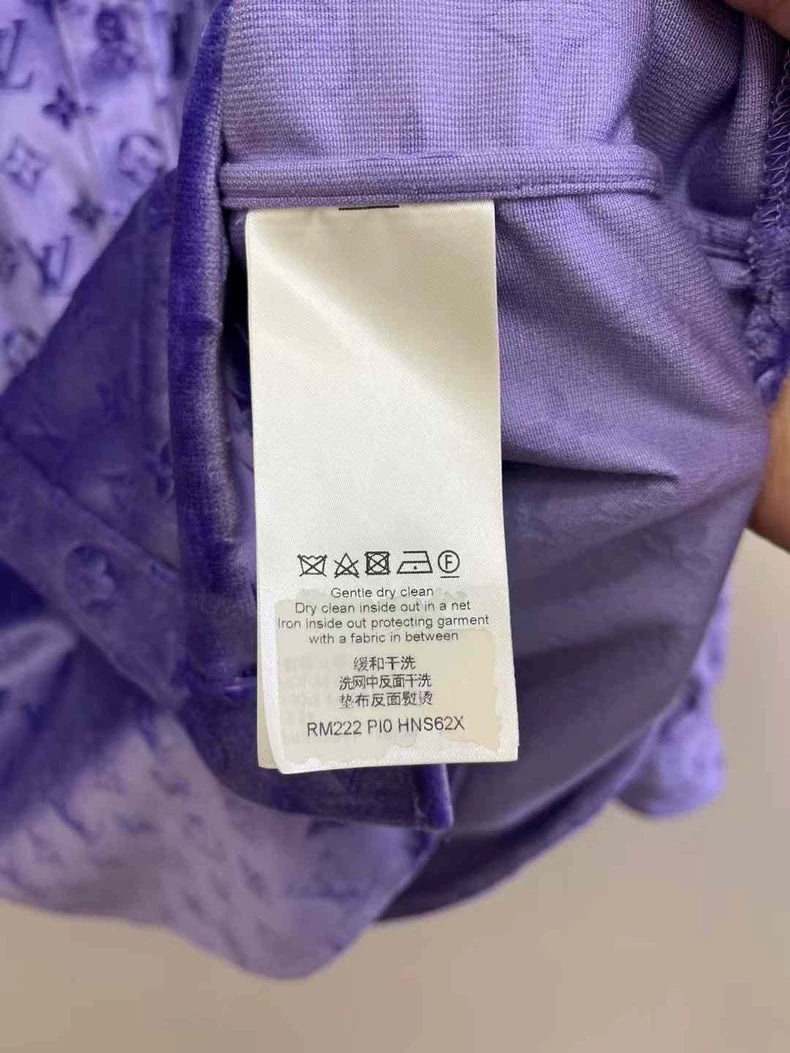 F
Gentle dry clean
Dry clean inside out in a net
Iron inside out protecting garment
with a fabric in between
缓和干洗
洗网中反面干洗
垫布反面熨烫
RM222 PI0 HNS62X